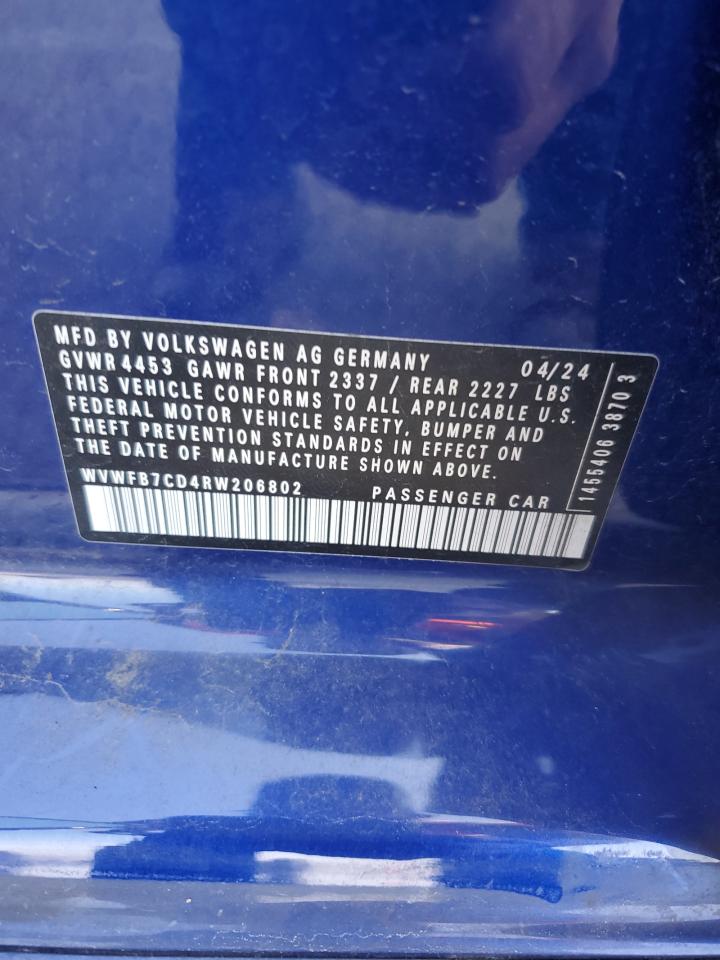 MFD BY VOLKSWAGEN AG GERMANY 04/24
GVWR 4453 GAWR FRONT 2337 / REAR 2227 LBS
THIS VEHICLE CONFORMS TO ALL APPLICABLE U.S.
FEDERAL MOTOR VEHICLE SAFETY, BUMPER AND
THEFT PREVENTION STANDARDS IN EFFECT ON
THE DATE OF MANUFACTURE SHOWN ABOVE.
WVWFB7CD4RW206802 PASSENGER CAR
1455406 3870 3